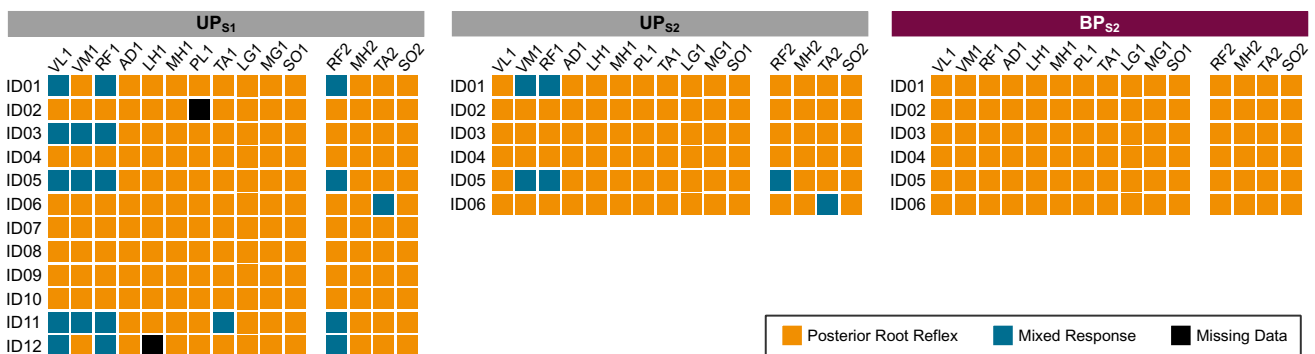 UPS1
VL1 VM1 RF1 AD1 LH1 MH1 PL1 TA1 LG1 MG1 SO1 RF2 MH2 TA2 SO2
ID01
ID02
ID03
ID04
ID05
ID06
ID07
ID08
ID09
ID10
ID11
ID12
UPS2
VL1 VM1 RF1 AD1 LH1 MH1 PL1 TA1 LG1 MG1 SO1 RF2 MH2 TA2 SO2
ID01
ID02
ID03
ID04
ID05
ID06
BPS2
VL1 VM1 RF1 AD1 LH1 MH1 PL1 TA1 LG1 MG1 SO1 RF2 MH2 TA2 SO2
ID01
ID02
ID03
ID04
ID05
ID06
Posterior Root Reflex Mixed Response Missing Data